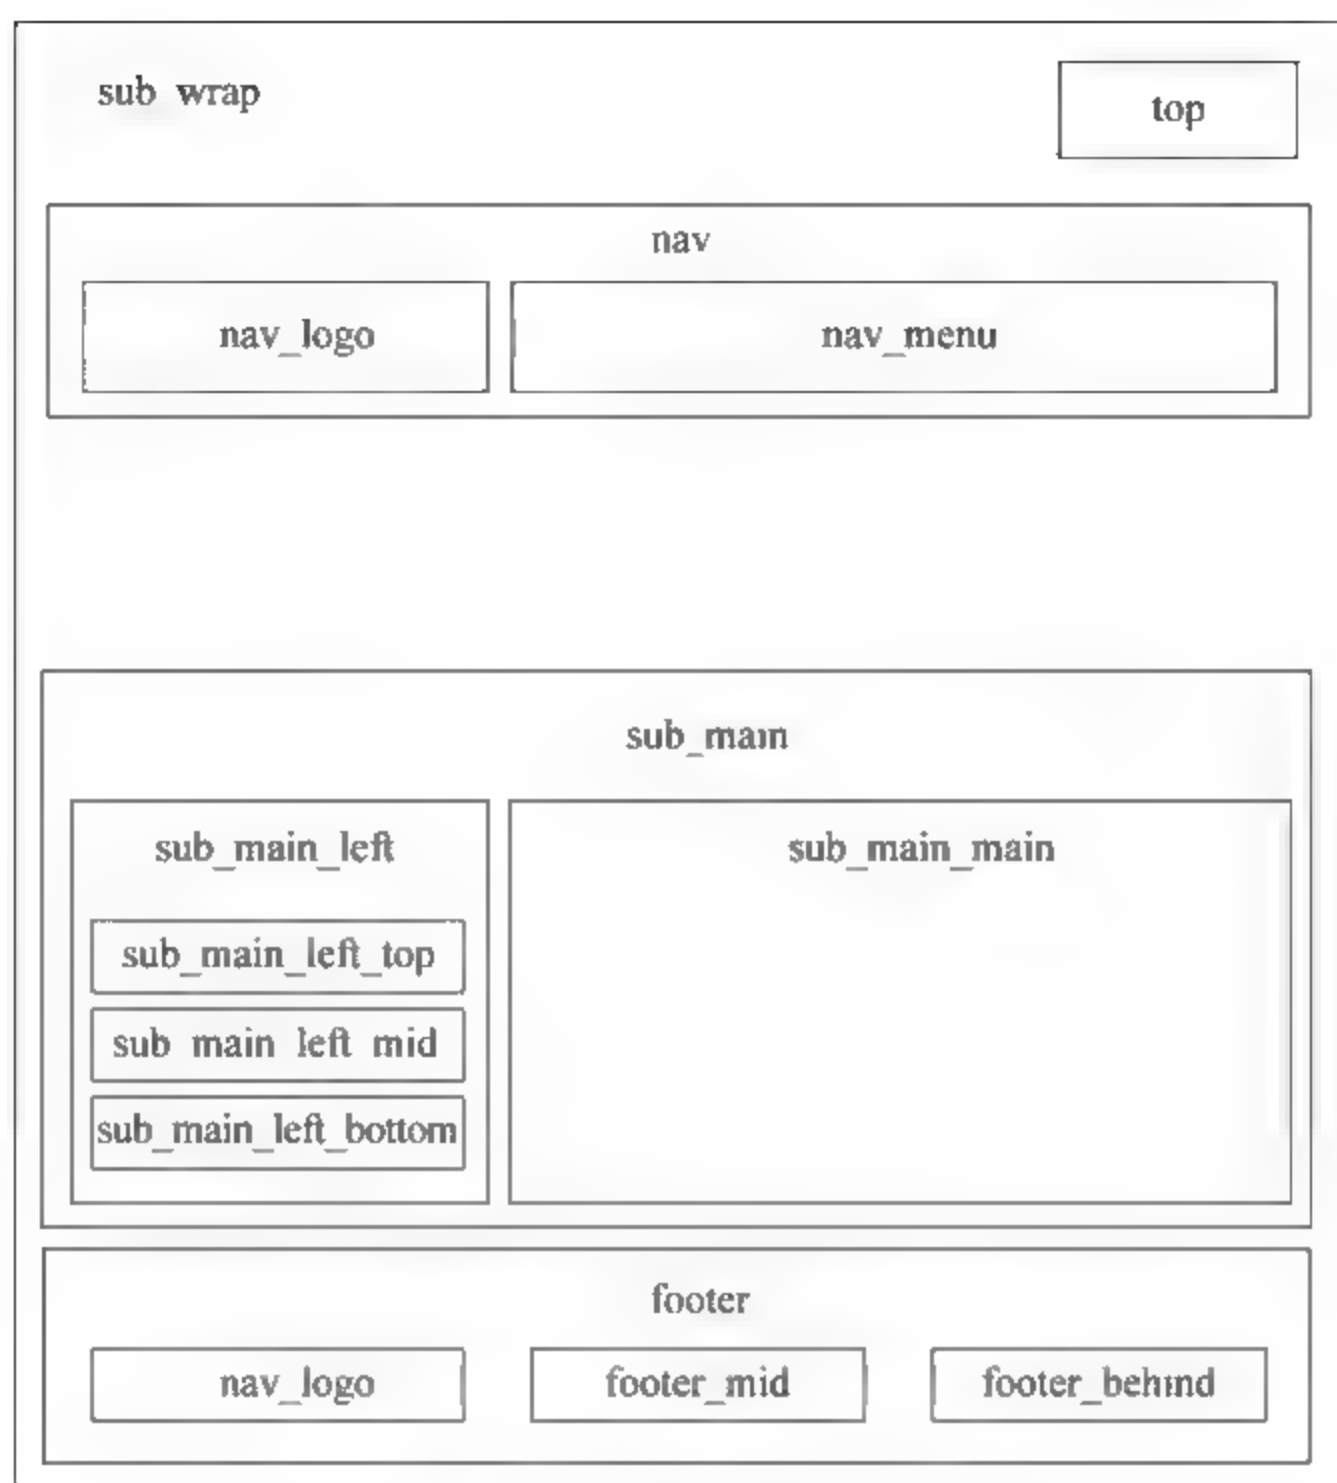 sub wrap
top
nav
nav_logo
nav_menu
sub_main
sub_main_left
sub_main_main
sub_main_left_top
sub main left mid
sub_main_left_bottom
footer
nav_logo
footer_mid
footer_behind